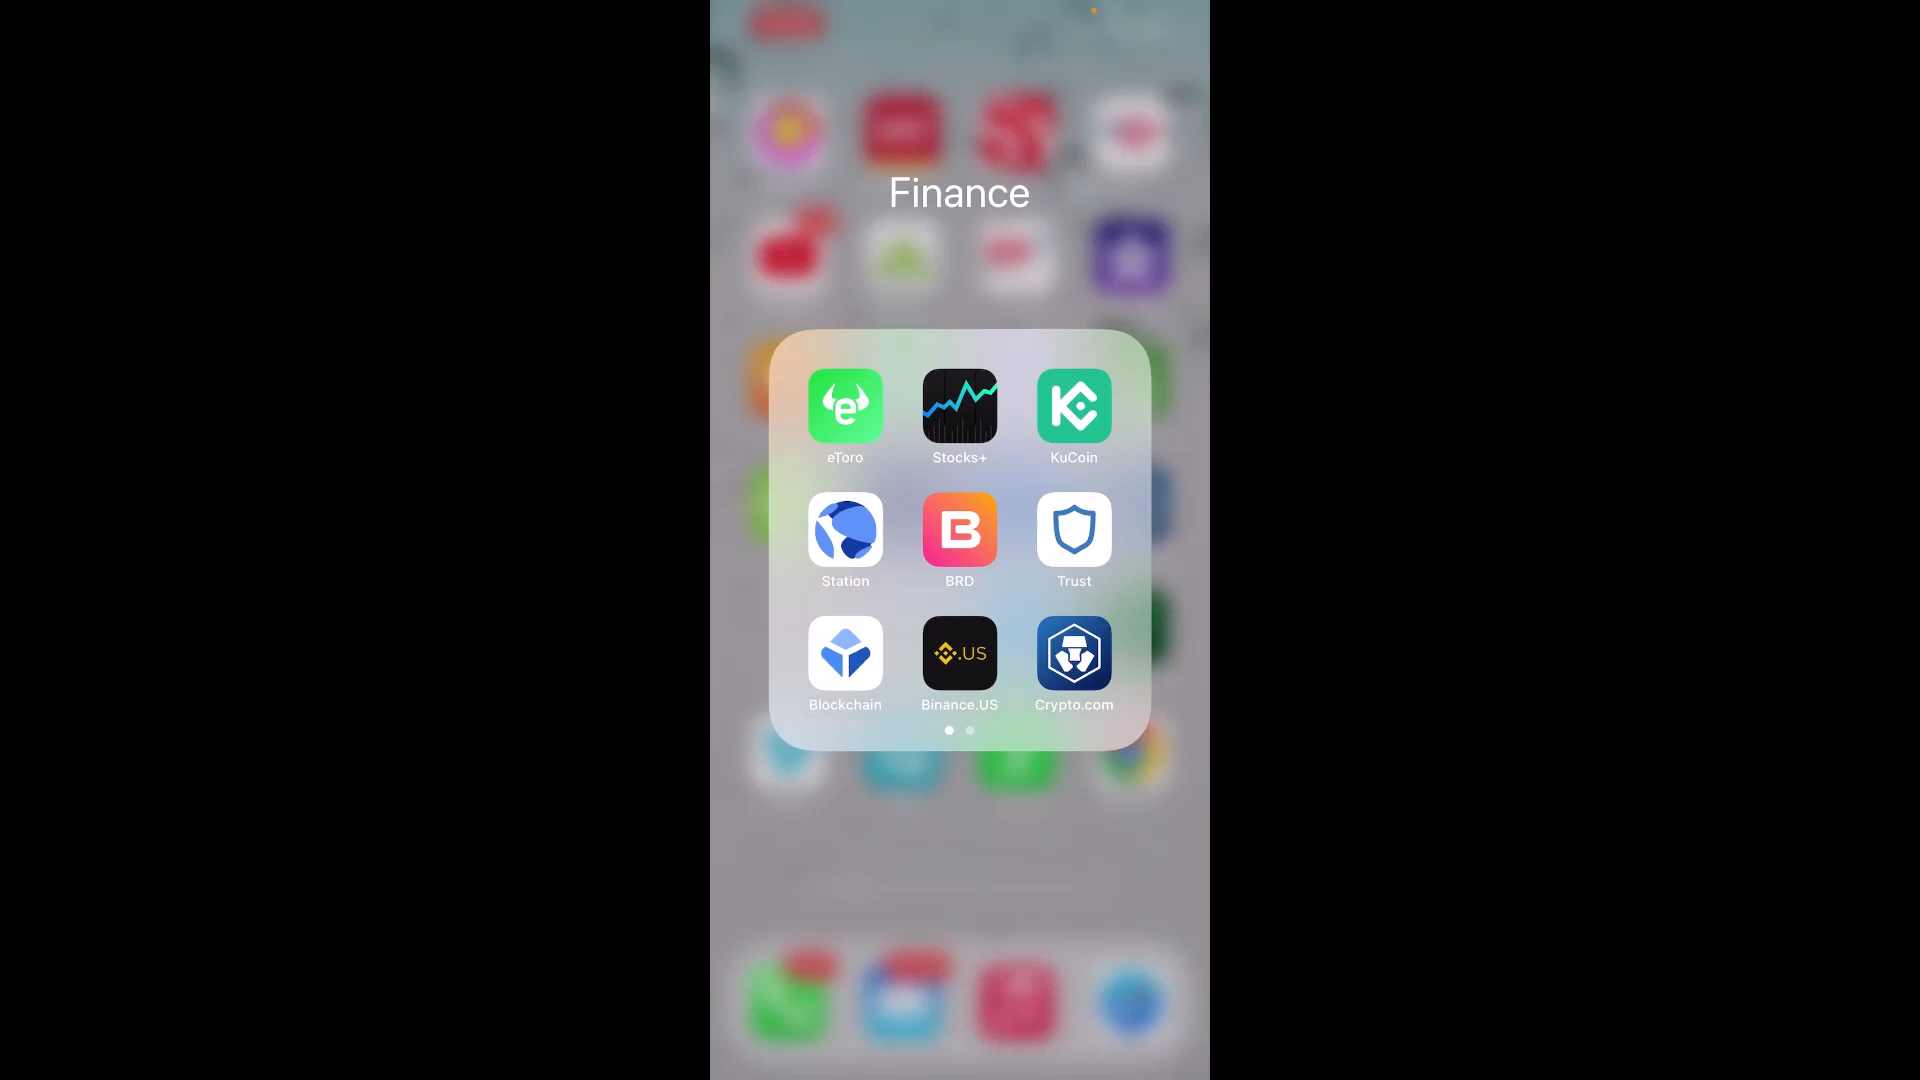 Finance
eToro
Stocks+
KuCoin
Station
BRD
Trust
Blockchain
.US
Binance.US
Crypto.com